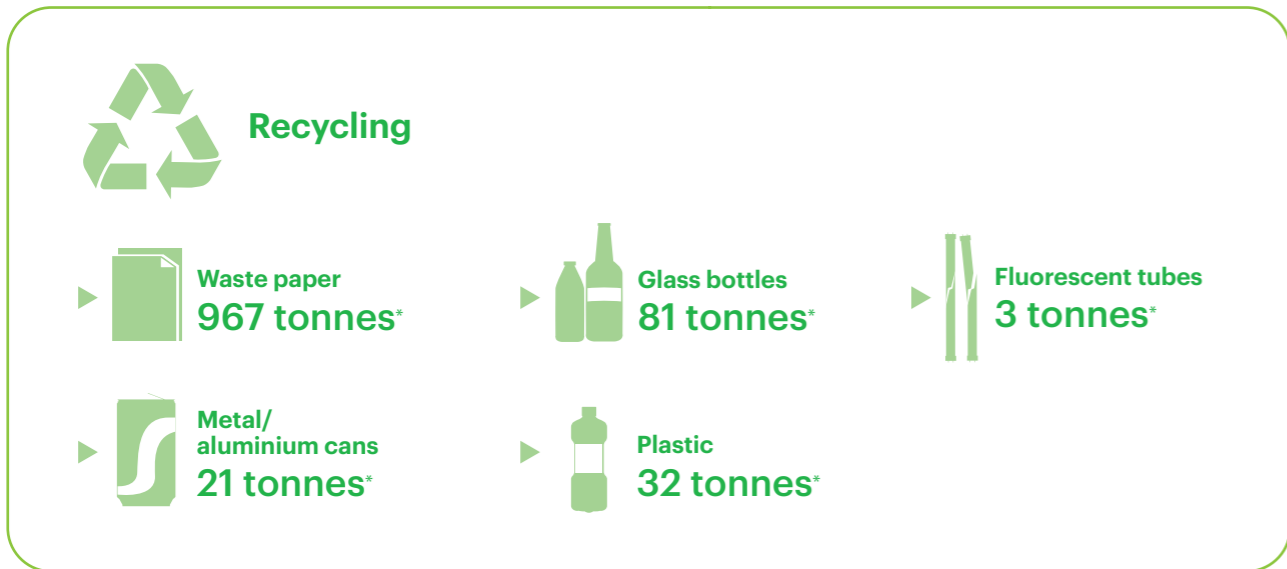 Recycling
Waste paper
967 tonnes*
Glass bottles
81 tonnes*
Fluorescent tubes
3 tonnes*
Metal/
aluminium cans
21 tonnes*
Plastic
32 tonnes*